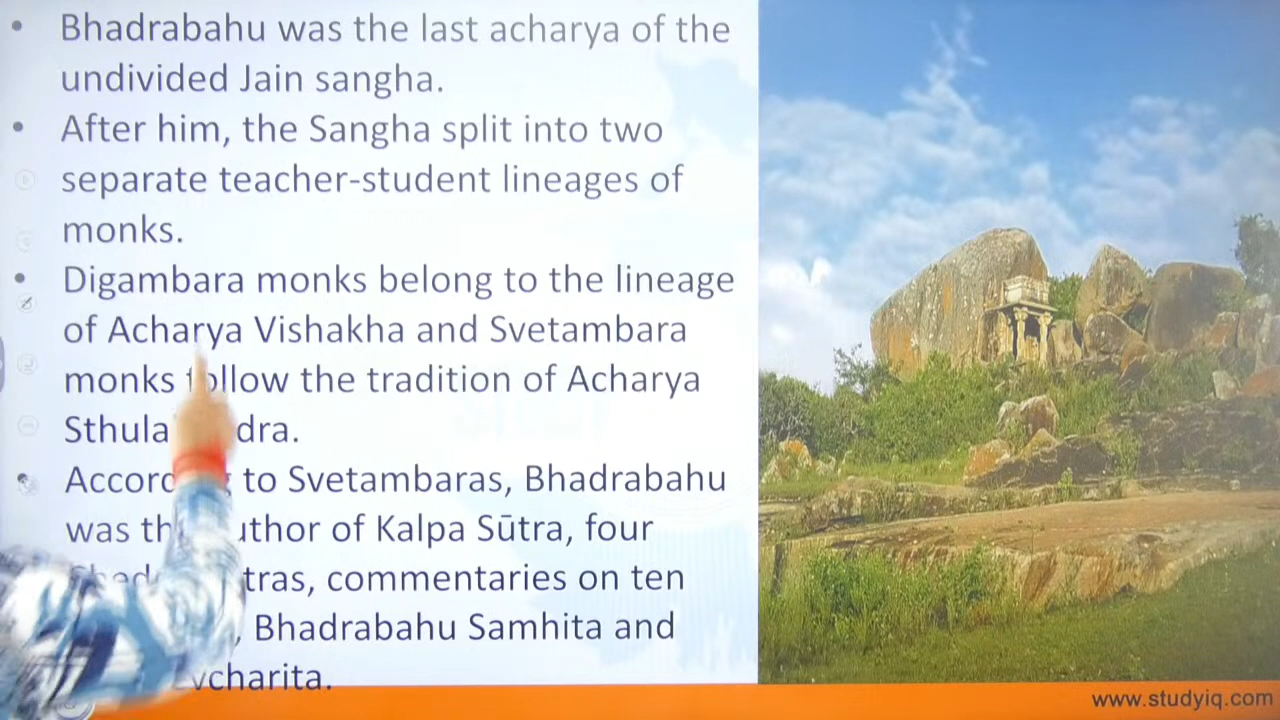 • Bhadrabahu was the last acharya of the
undivided Jain sangha.
• After him, the Sangha split into two
separate teacher-student lineages of
monks.
• Digambara monks belong to the lineage
of Acharya Vishakha and Svetambara
monks follow the tradition of Acharya
Sthula dra.
• Accor to Svetambaras, Bhadrabahu
was th uthor of Kalpa Sūtra, four
tras, commentaries on ten
, Bhadrabahu Samhita and
charita.
www.studyiq.com